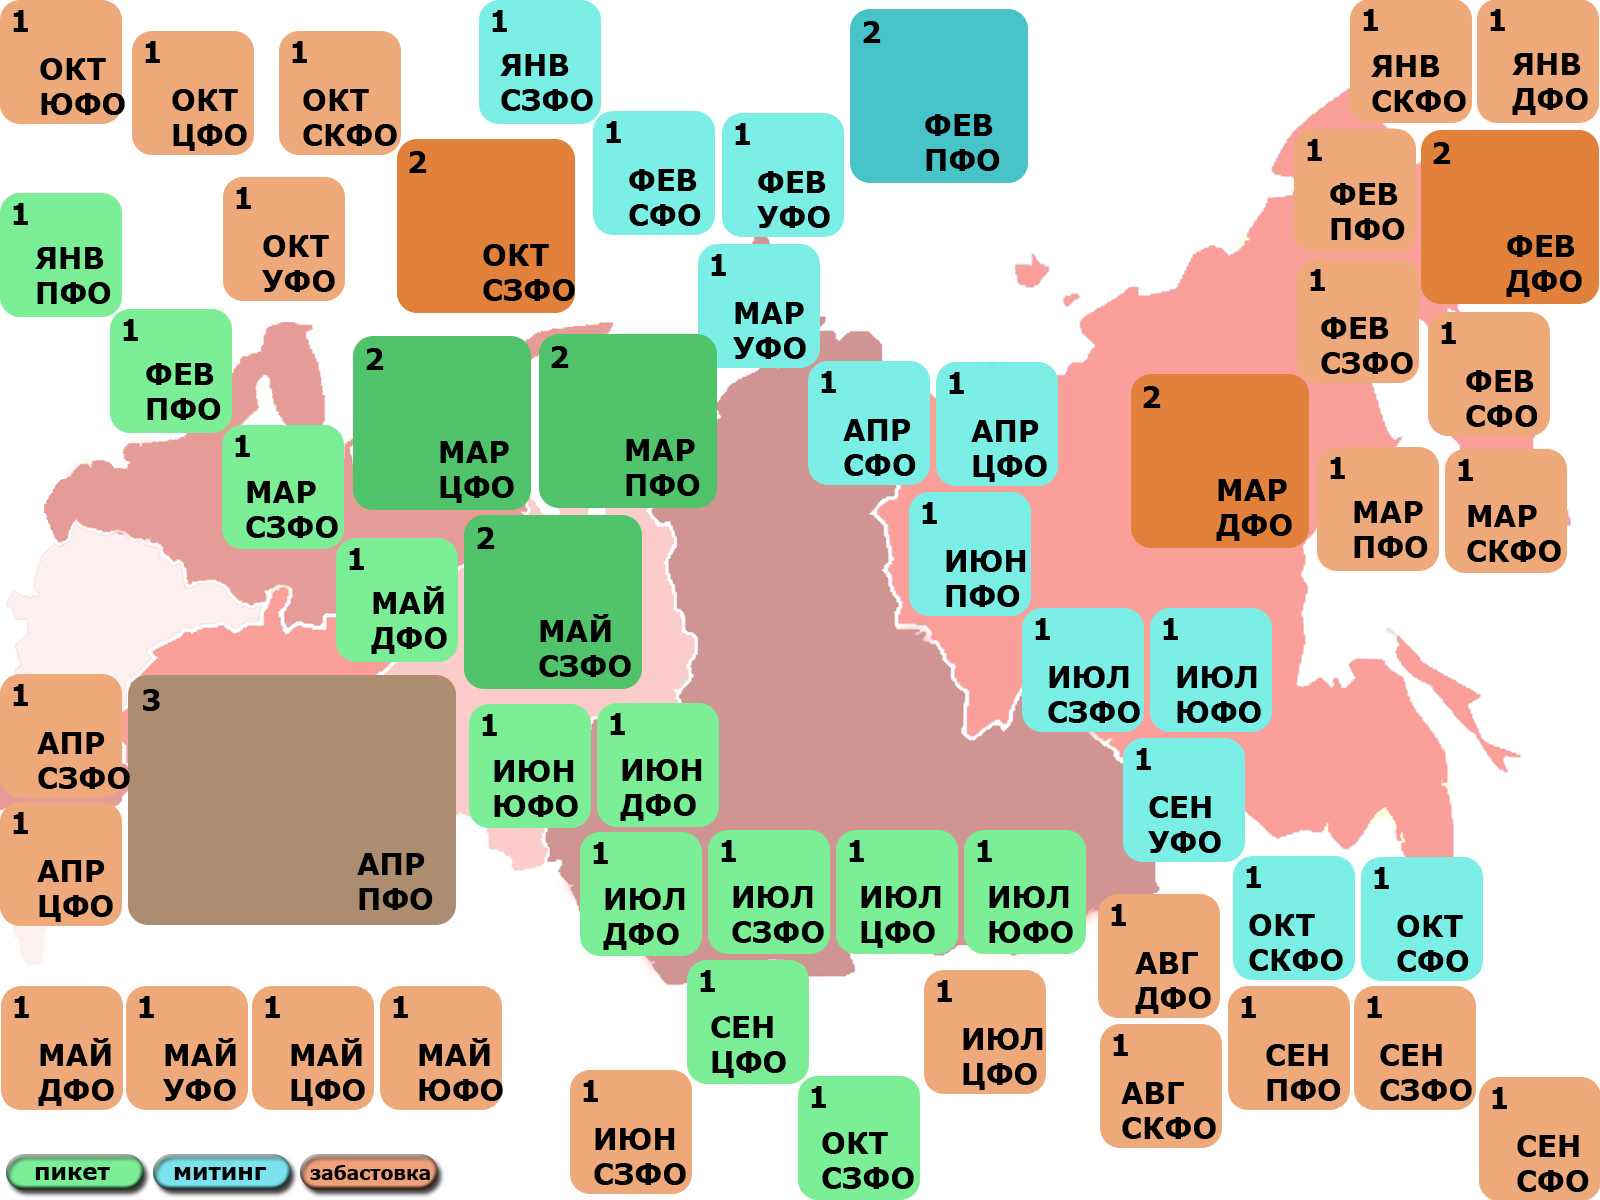 1
ОКТ
ЮФО
1
ОКТ
ЦФО
1
ОКТ
СКФО
1
ЯНВ
СЗФО
2
ФЕВ
ПФО
1
ЯНВ
СКФО
1
ЯНВ
ДФО
1
ФЕВ
СФО
1
ФЕВ
УФО
1
ФЕВ
ПФО
2
ФЕВ
ДФО
2
ОКТ
СЗФО
1
ЯНВ
ПФО
1
ОКТ
УФО
1
МАР
УФО
1
ФЕВ
СЗФО
1
ФЕВ
СФО
1
ФЕВ
ПФО
2
МАР
ЦФО
2
МАР
ПФО
1
АПР
СФО
1
АПР
ЦФО
2
МАР
ДФО
1
МАР
ПФО
1
МАР
СКФО
1
МАР
СЗФО
1
ИЮН
ПФО
1
МАЙ
ДФО
2
МАЙ
СЗФО
1
ИЮЛ
СЗФО
1
ИЮЛ
ЮФО
1
АПР
СЗФО
3
АПР
ПФО
1
ИЮН
ЮФО
1
ИЮН
ДФО
1
СЕН
УФО
1
АПР
ЦФО
1
ИЮЛ
ДФО
1
ИЮЛ
СЗФО
1
ИЮЛ
ЦФО
1
ИЮЛ
ЮФО
1
АВГ
ДФО
1
ОКТ
СКФО
1
ОКТ
СФО
1
МАЙ
ДФО
1
МАЙ
УФО
1
МАЙ
ЦФО
1
МАЙ
ЮФО
1
СЕН
ЦФО
1
ИЮЛ
ЦФО
1
АВГ
СКФО
1
СЕН
ПФО
1
СЕН
СЗФО
1
ИЮН
СЗФО
1
ОКТ
СЗФО
1
СЕН
СФО
пикет
митинг
забастовка